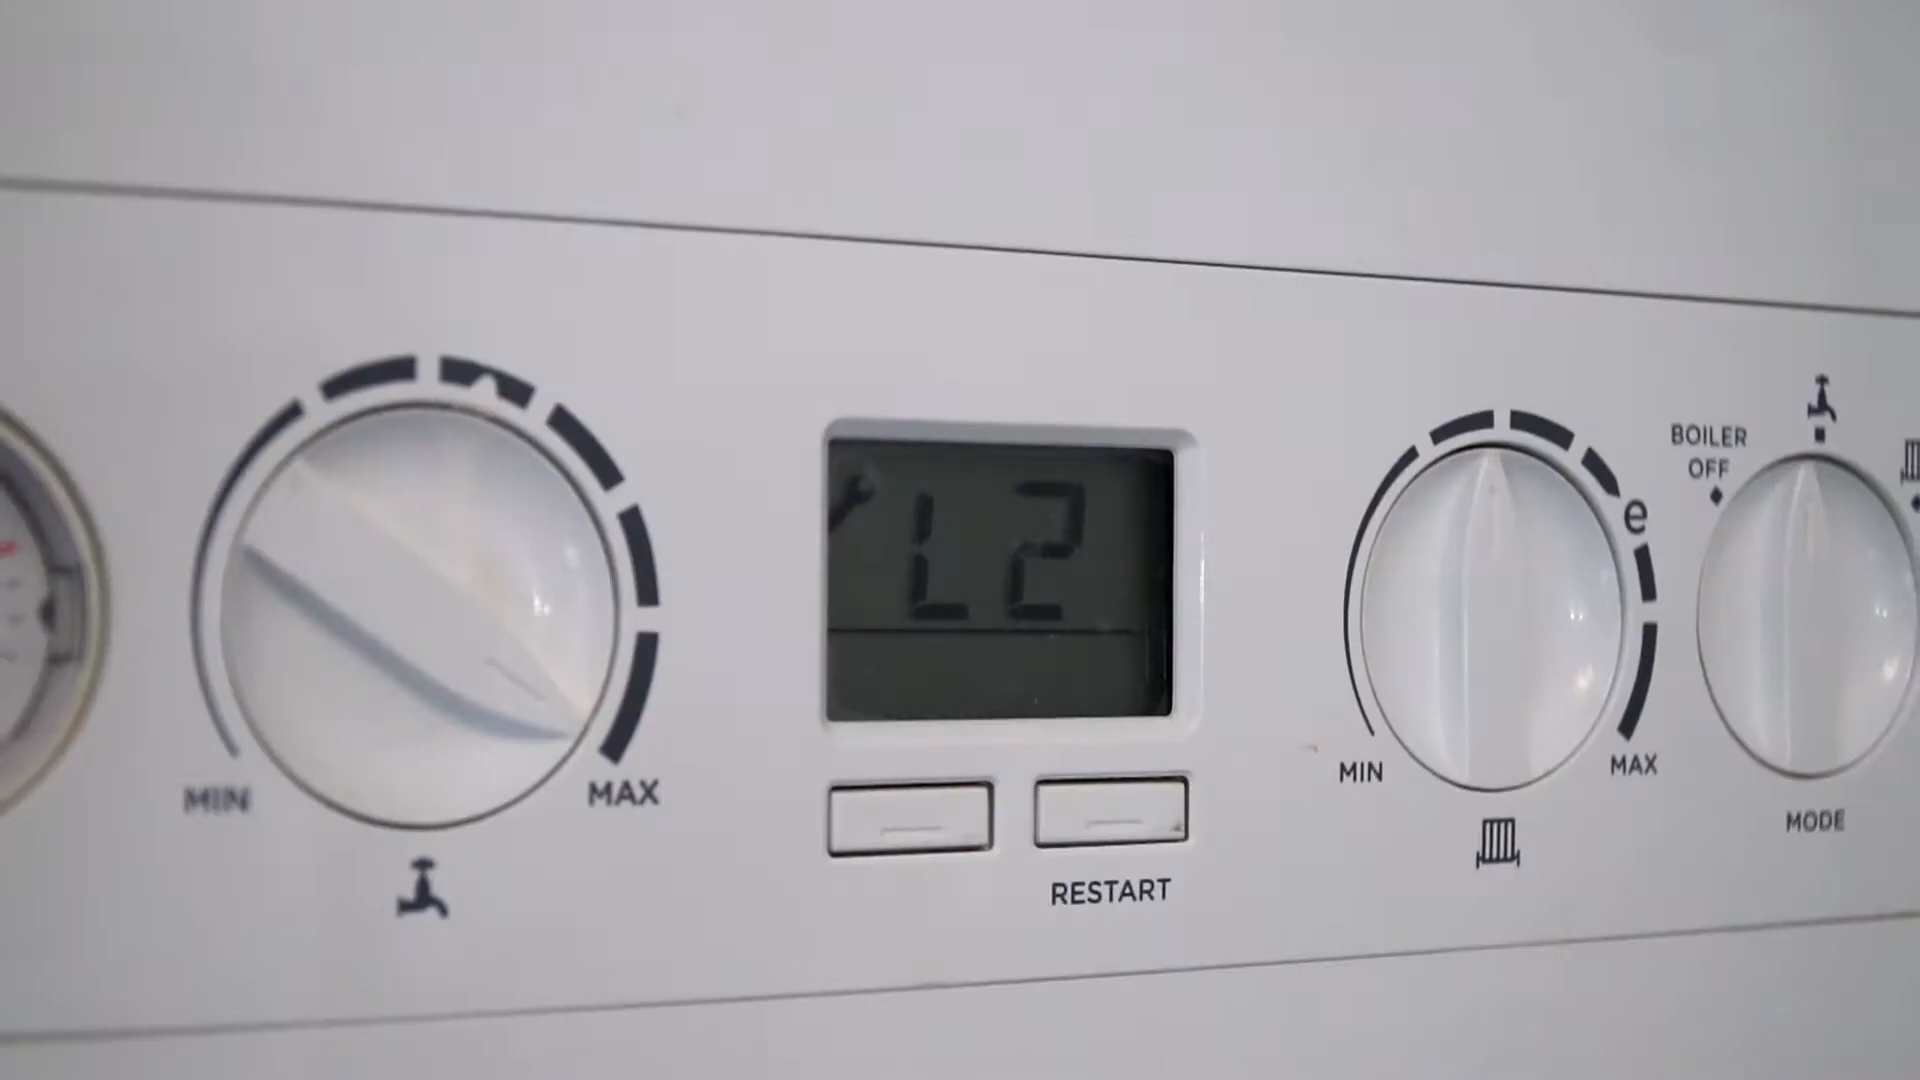 L2
MIN
MAX
RESTART
MIN
e
MAX
BOILER
OFF
MODE